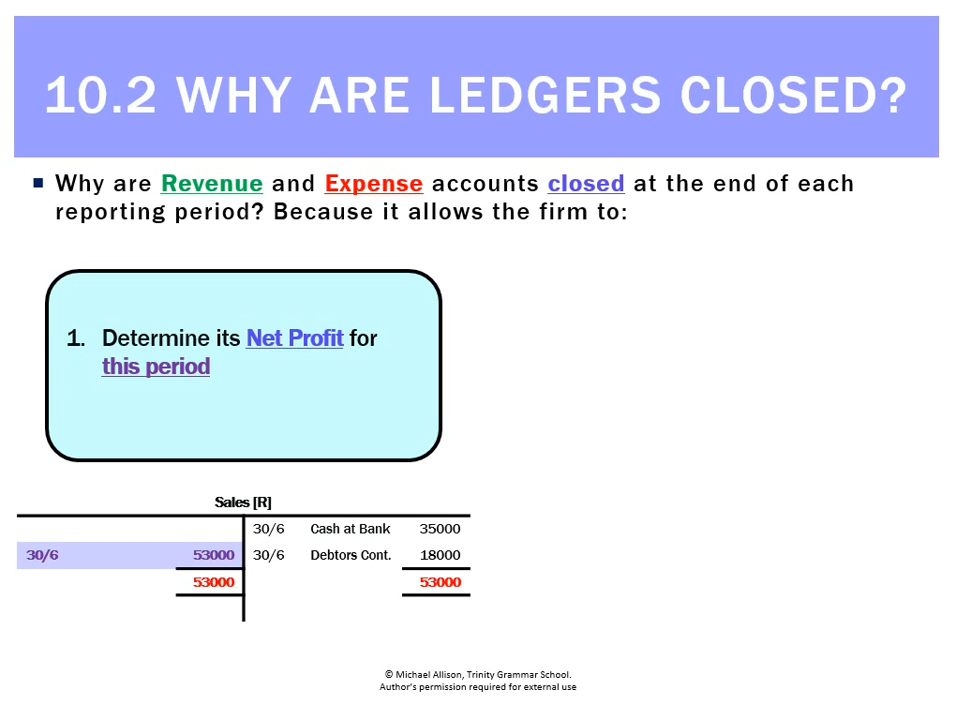 10.2 WHY ARE LEDGERS CLOSED?
Why are Revenue and Expense accounts closed at the end of each
reporting period? Because it allows the firm to:
1. Determine its Net Profit for
this period
Sales [R]
30/6 Cash at Bank 35000
30/6 53000 30/6 Debtors Cont. 18000
53000 53000
© Michael Allison, Trinity Grammar School.
Author's permission required for external use